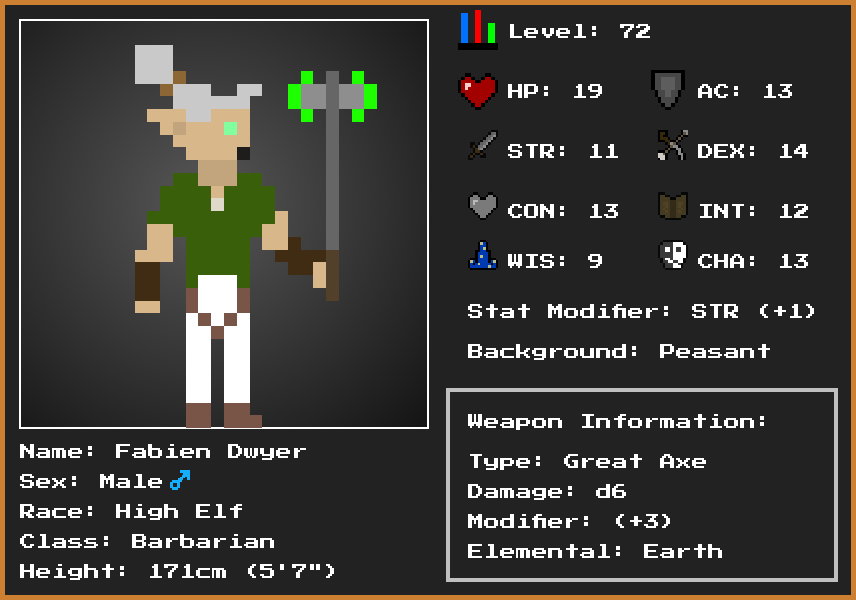 Level: 72
HP: 19
AC: 13
STR: 11
DEX: 14
CON: 13
INT: 12
WIS: 9
CHA: 13
Stat Modifier: STR (+1)
Background: Peasant
Weapon Information:
Type: Great Axe
Damage: d6
Modifier: (+3)
Elemental: Earth
Name: Fabien Dwyer
Sex: Male♂
Race: High Elf
Class: Barbarian
Height: 171cm (5'7")